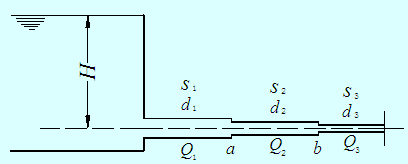 H
S₁ S₂ S₃
d₁ d₂ d₃
Q₁ a Q₂ b Q₃